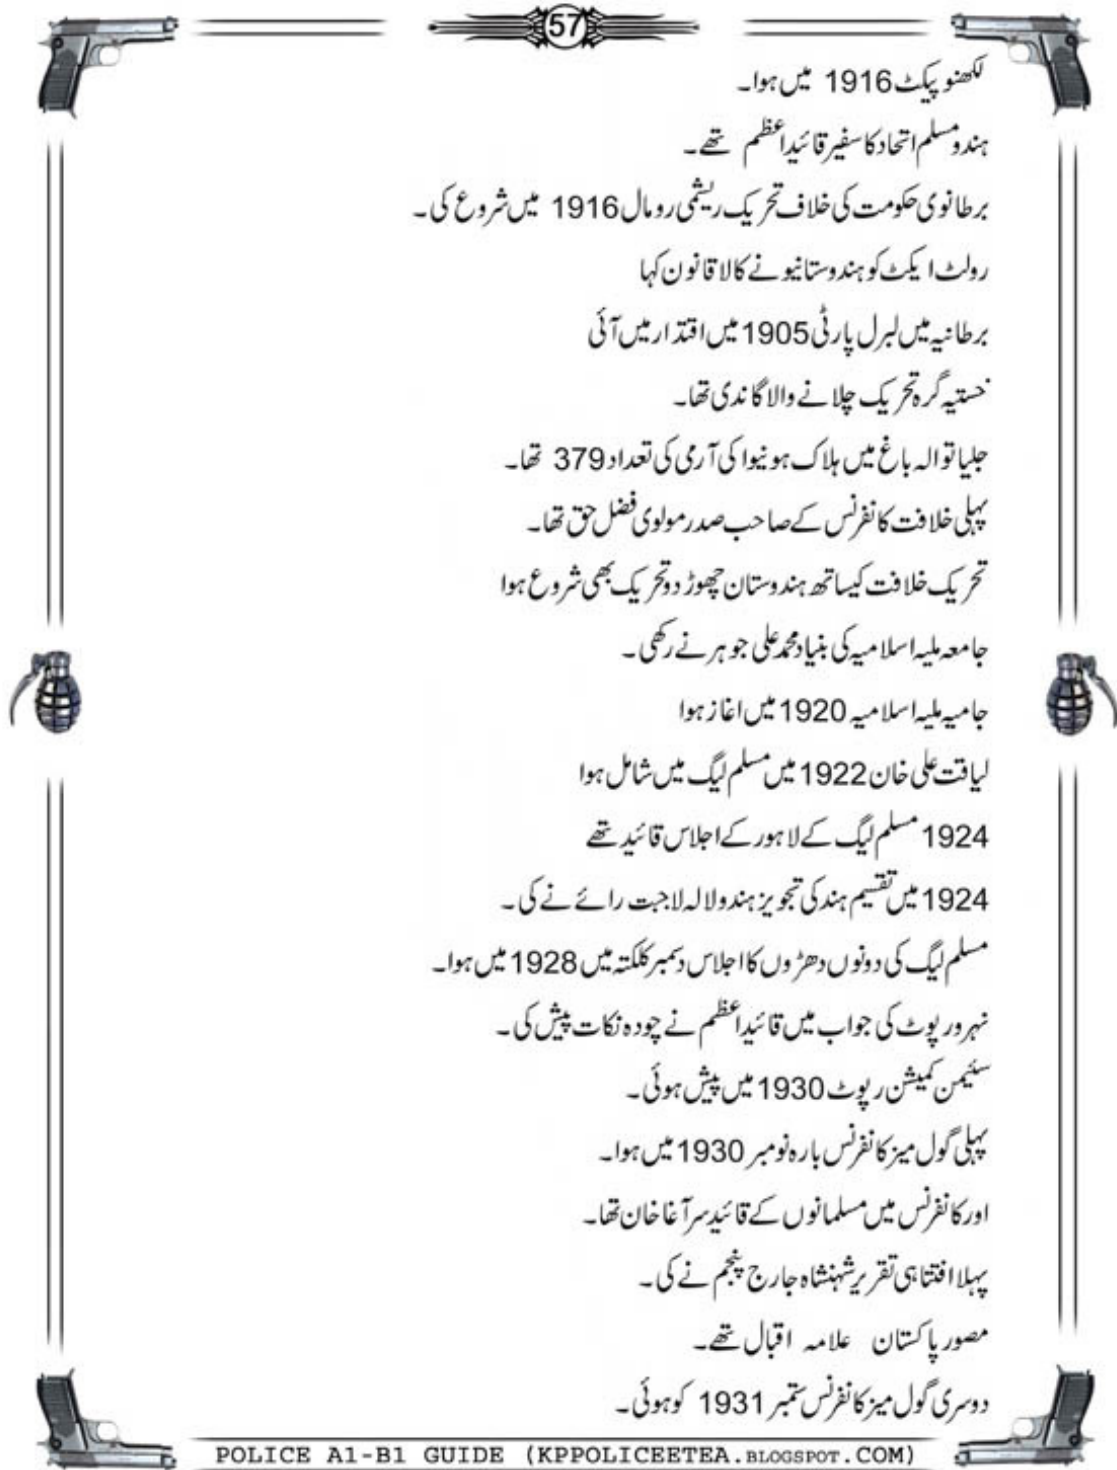 57
لکھنو پیکٹ 1916 میں ہوا۔
ہندومسلم اتحاد کا سفیر قائیداعظم تھے۔
برطانوی حکومت کی خلاف تحریک ریشمی رومال 1916 میں شروع کی۔
رولٹ ایکٹ کو ہندوستانیو نے کالا قانون کہا
برطانیہ میں لبرل پارٹی 1905 میں اقتدار میں آئی
خستیہ گرہ تحریک چلانے والا گاندی تھا۔
جلیاتوالہ باغ میں ہلاک ہونیوا کی آرمی کی تعداد 379 تھا۔
پہلی خلافت کانفرنس کے صاحب صدر مولوی فضل حق تھا۔
تحریک خلافت کیساتھ ہندوستان چھوڑ دو تحریک بھی شروع ہوا
جامعہ ملیہ اسلامیہ کی بنیاد محمد علی جوہر نے رکھی۔
جامیہ ملیہ اسلامیہ 1920 میں اغاز ہوا
لیاقت علی خان 1922 میں مسلم لیگ میں شامل ہوا
1924 مسلم لیگ کے لاہور کے اجلاس قائید تھے
1924 میں تقسیم ہند کی تجویز ہندو لالہ لاجبت رائے نے کی۔
مسلم لیگ کی دونوں دھڑوں کا اجلاس دسمبر کلکتہ میں 1928 میں ہوا۔
نہرو رپوٹ کی جواب میں قائیداعظم نے چودہ نکات پیش کی۔
سئیمن کمیشن رپوٹ 1930 میں پیش ہوئی۔
پہلی گول میز کانفرنس بارہ نومبر 1930 میں ہوا۔
اور کانفرنس میں مسلمانوں کے قائید سر آغا خان تھا۔
پہلا افتتاہی تقریر شہنشاہ جارج پنجم نے کی۔
مصور پاکستان علامہ اقبال تھے۔
دوسری گول میز کانفرنس ستمبر 1931 کو ہوئی۔
POLICE A1-B1 GUIDE (KPPOLICEETEA.BLOGSPOT.COM)